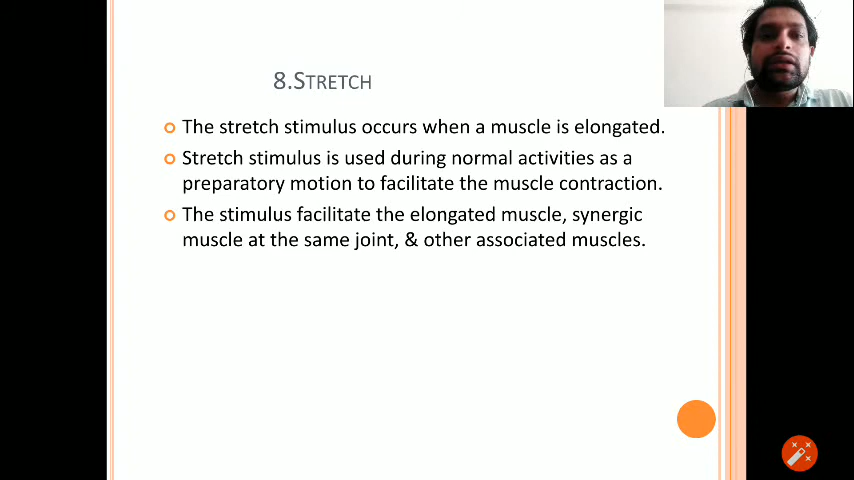 8.STRETCH
The stretch stimulus occurs when a muscle is elongated.
Stretch stimulus is used during normal activities as a
preparatory motion to facilitate the muscle contraction.
The stimulus facilitate the elongated muscle, synergic
muscle at the same joint, & other associated muscles.